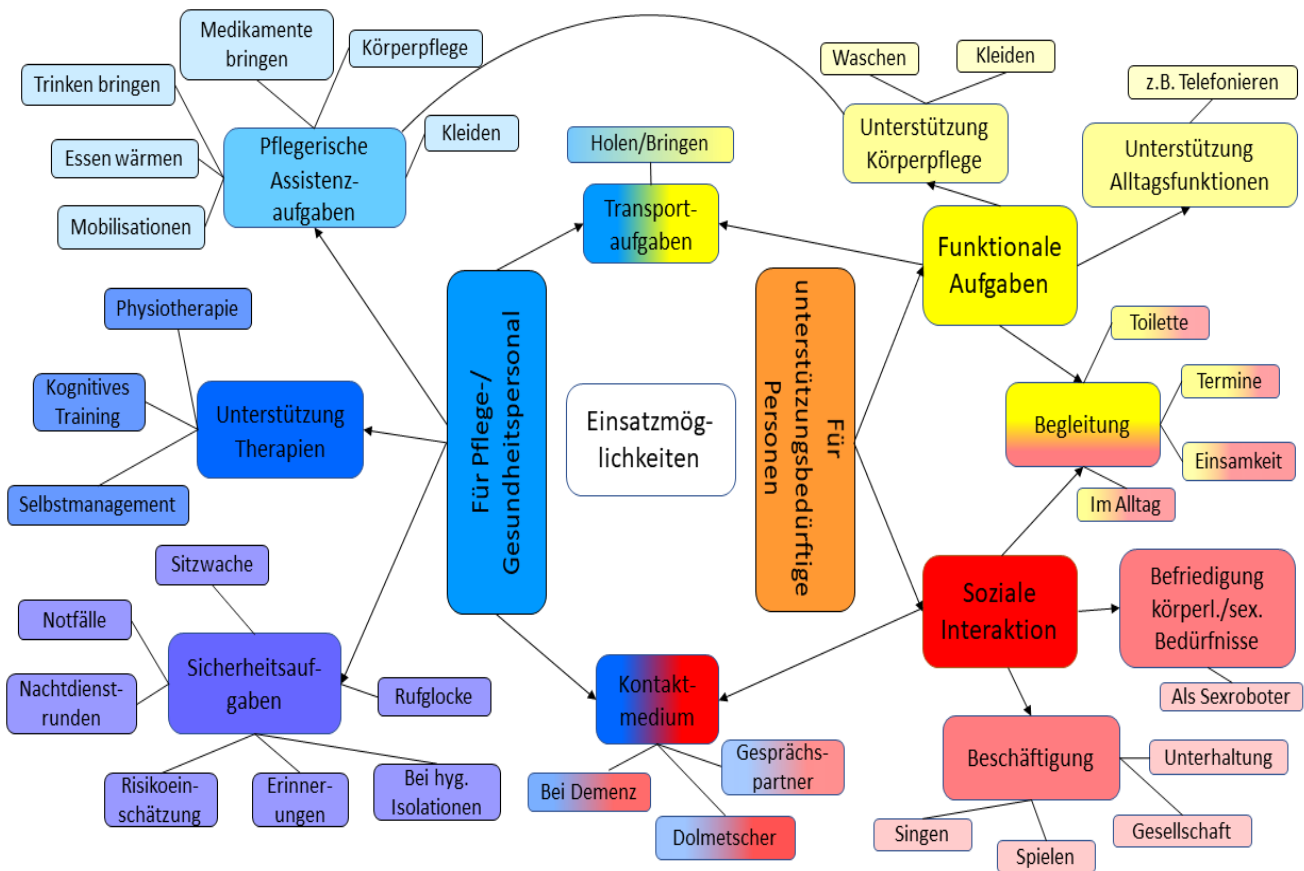 Medikamente
bringen
Körperpflege
Trinken bringen
Essen wärmen
Mobilisationen
Kleiden
Pflegerische
Assistenz-
aufgaben
Holen/Bringen
Transport-
aufgaben
Waschen
Kleiden
Unterstützung
Körperpflege
z.B. Telefonieren
Unterstützung
Alltagsfunktionen
Funktionale
Aufgaben
Physiotherapie
Kognitives
Training
Selbstmanagement
Unterstützung
Therapien
Für Pflege-/
Gesundheitspersonal
Einsatzmög-
lichkeiten
Für
unterstützungsbedürftige
Personen
Toilette
Termine
Begleitung
Einsamkeit
Im Alltag
Sitzwache
Notfälle
Nachtdienst-
runden
Sicherheitsauf-
gaben
Rufglocke
Risikoein-
schätzung
Erinner-
ungen
Bei hyg.
Isolationen
Kontakt-
medium
Bei Demenz
Gesprächs-
partner
Dolmetscher
Soziale
Interaktion
Befriedigung
körperl./sex.
Bedürfnisse
Als Sexroboter
Beschäftigung
Unterhaltung
Gesellschaft
Singen
Spielen